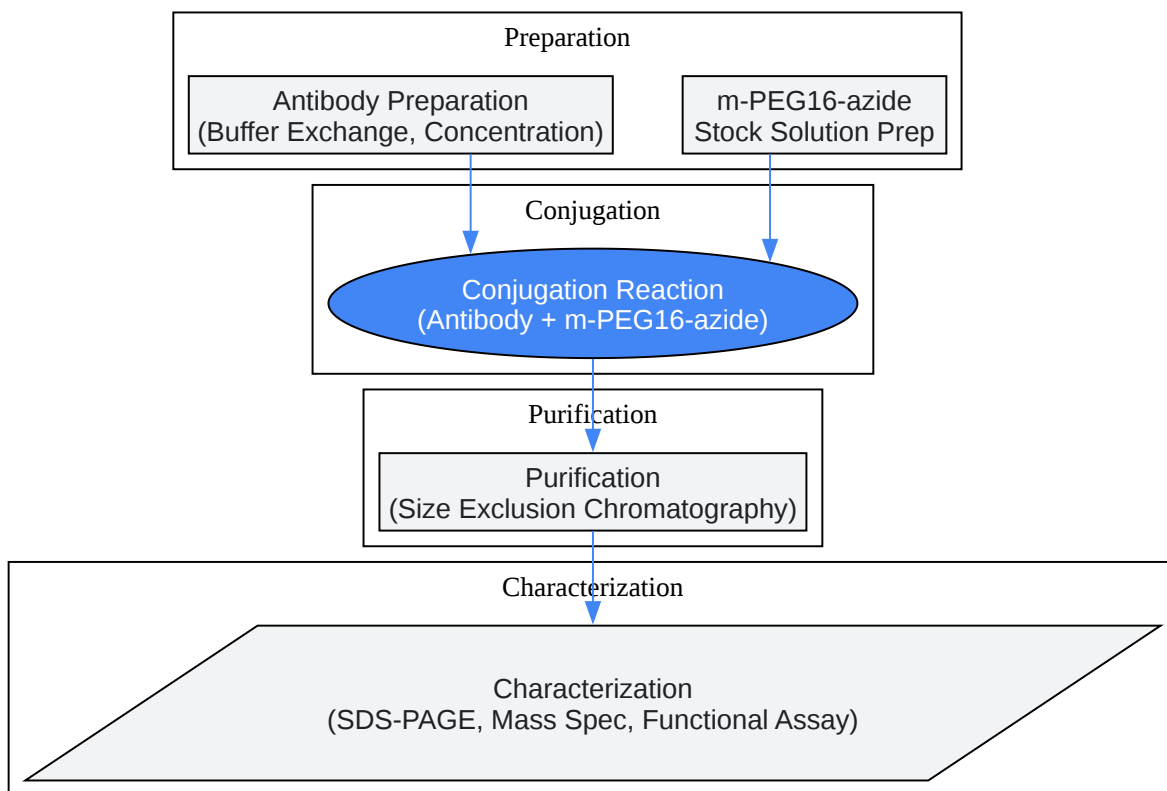 Preparation
Antibody Preparation
(Buffer Exchange, Concentration)
m-PEG16-azide
Stock Solution Prep
Conjugation
Conjugation Reaction
(Antibody + m-PEG16-azide)
Purification
Purification
(Size Exclusion Chromatography)
Characterization
Characterization
(SDS-PAGE, Mass Spec, Functional Assay)